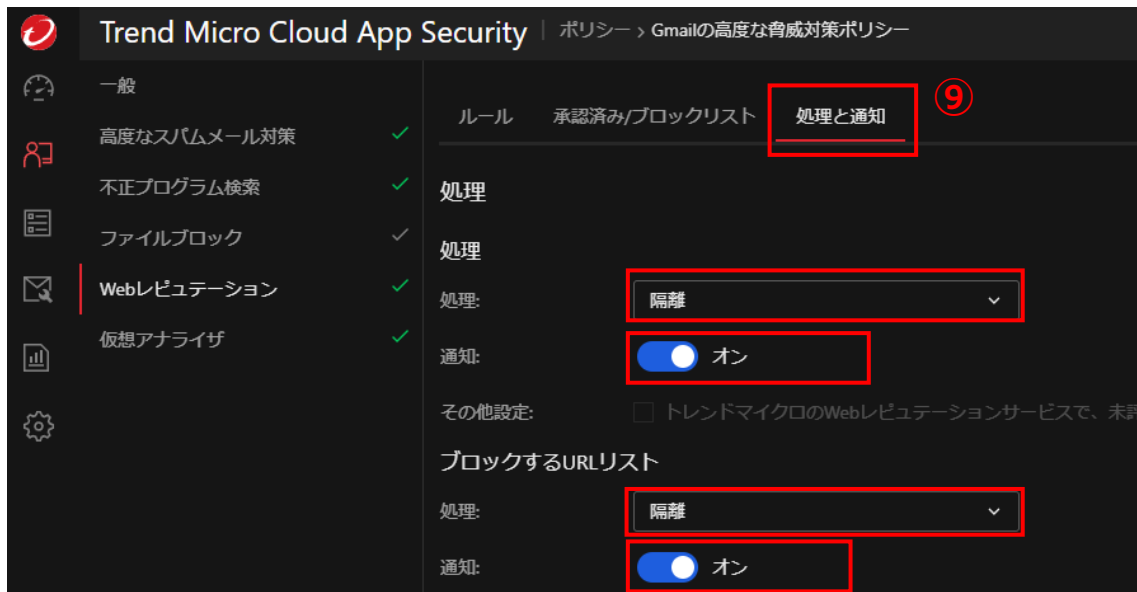 Trend Micro Cloud App Security | ポリシー > Gmailの高度な脅威対策ポリシー
一般
高度なスパムメール対策
不正プログラム検索
ファイルブロック
Webレピュテーション
仮想アナライザ
ルール 承認済み/ブロックリスト 処理と通知 ⑨
処理
処理
処理: 隔離
通知: オン
その他設定: トレンドマイクロのWebレピュテーションサービスで、未評
ブロックするURLリスト
処理: 隔離
通知: オン